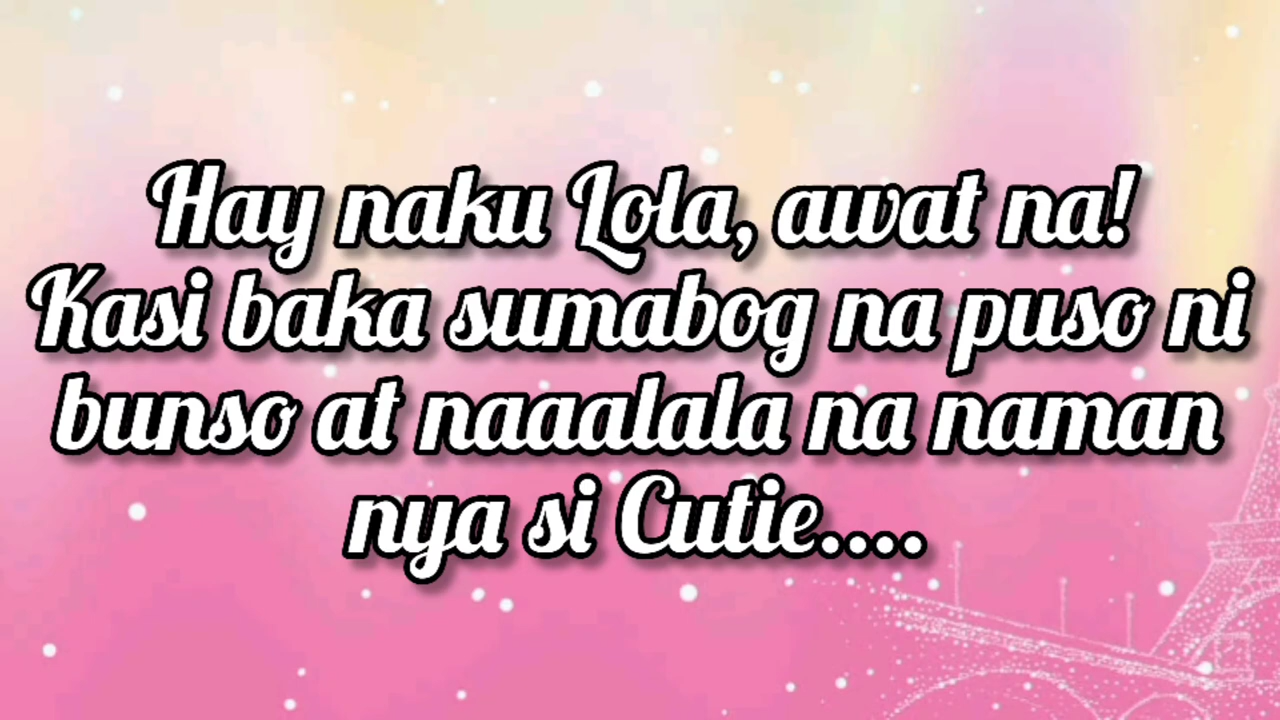 Hay naku Lola, awat na!
Kasi baka sumabog na puso ni
bunso at naaalala na naman
nya si Cutie....